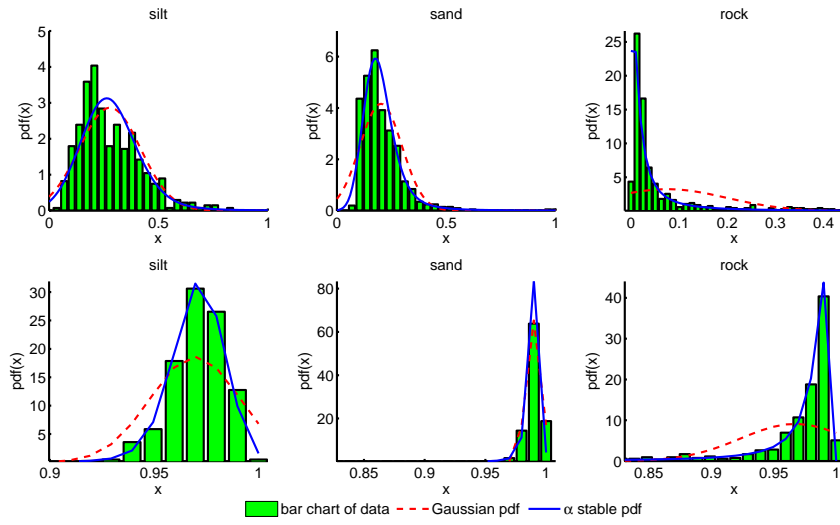 silt
sand
rock
pdf(x)
5
4
3
2
1
0
0
0.5
1
x
pdf(x)
6
4
2
0
0
0.5
1
x
pdf(x)
25
20
15
10
5
0
0.1
0.2
0.3
0.4
x
silt
sand
rock
pdf(x)
30
25
20
15
10
5
0.9
0.95
1
x
pdf(x)
80
60
40
20
0.85
0.9
0.95
1
x
pdf(x)
40
30
20
10
0.85
0.9
0.95
1
x
bar chart of data
Gaussian pdf
α stable pdf